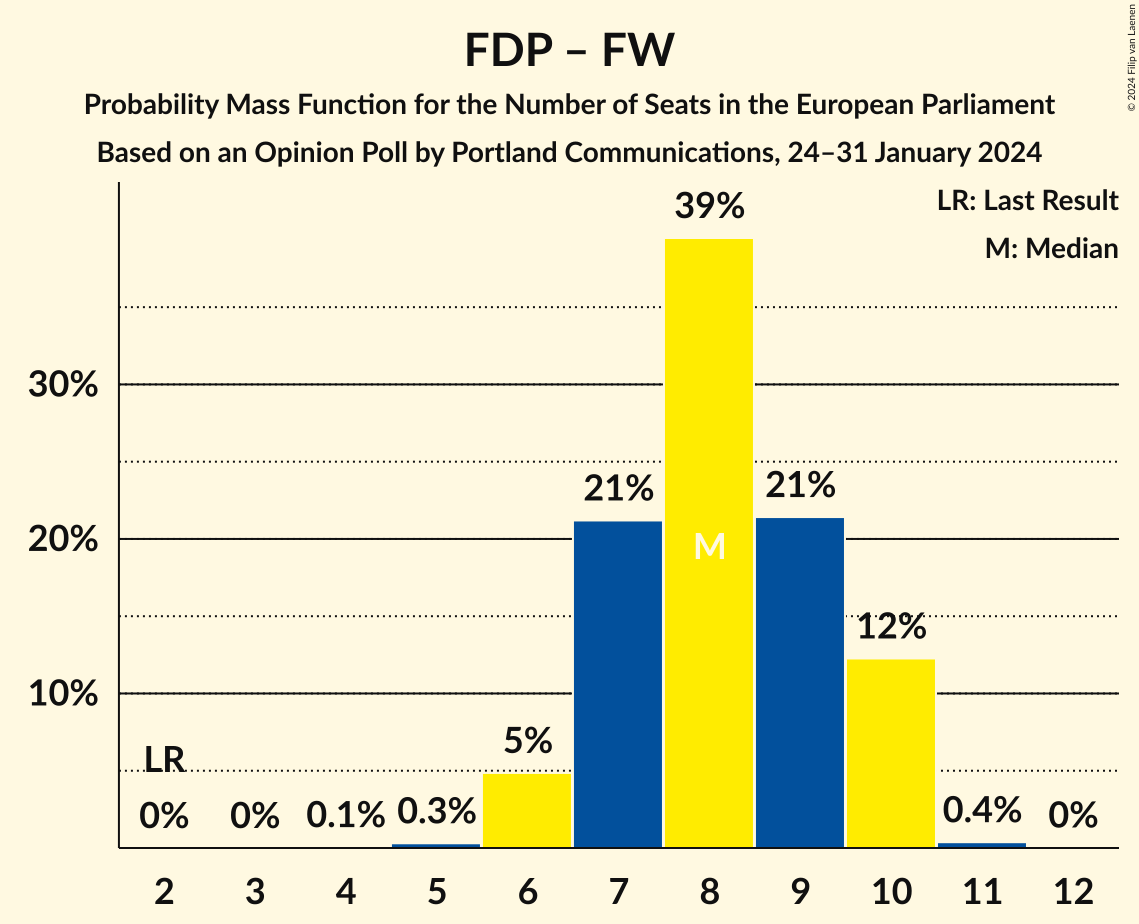 FDP – FW
Probability Mass Function for the Number of Seats in the European Parliament
Based on an Opinion Poll by Portland Communications, 24–31 January 2024
© 2024 Filip van Laenen
LR: Last Result
M: Median
39%
30%
21%
21%
M
20%
12%
10%
5%
LR
0%
0%
0.1%
0.3%
0.4%
0%
2 3 4 5 6 7 8 9 10 11 12